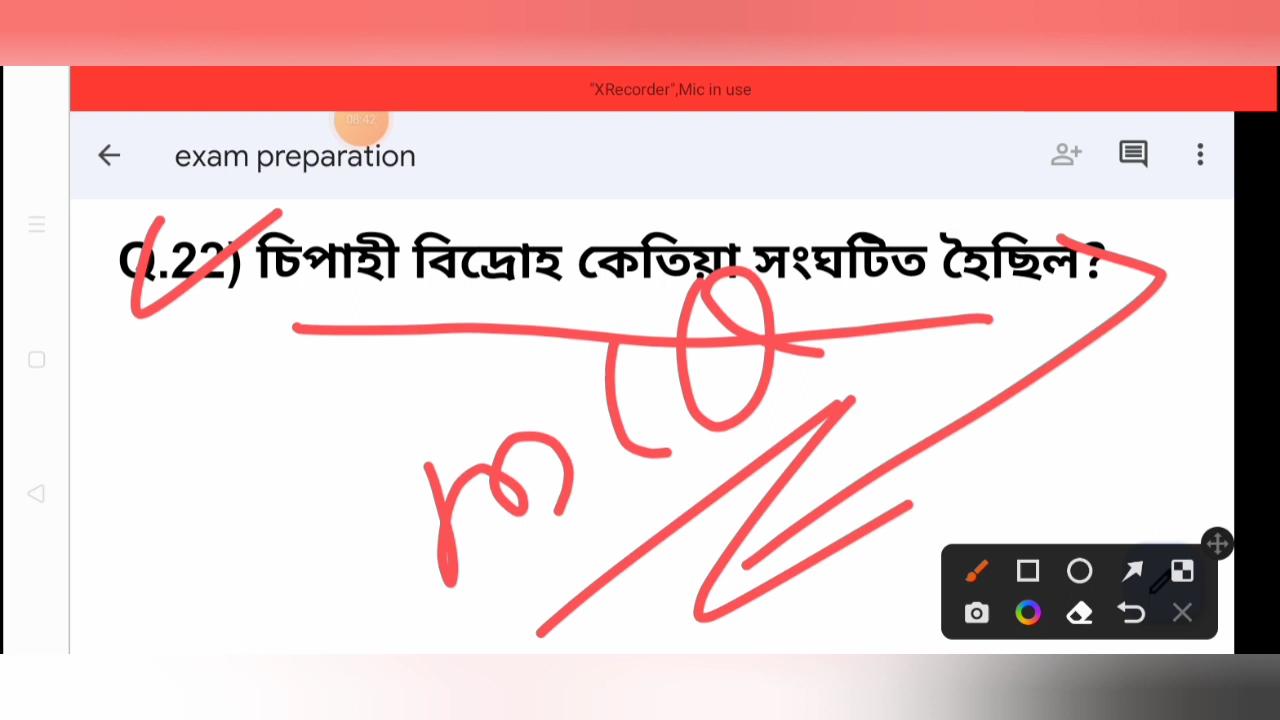 "XRecorder",Mic in use
08:42
exam preparation
Q.22) চিপাহী বিদ্ৰোহ কেতিয়া সংঘটিত হৈছিল?